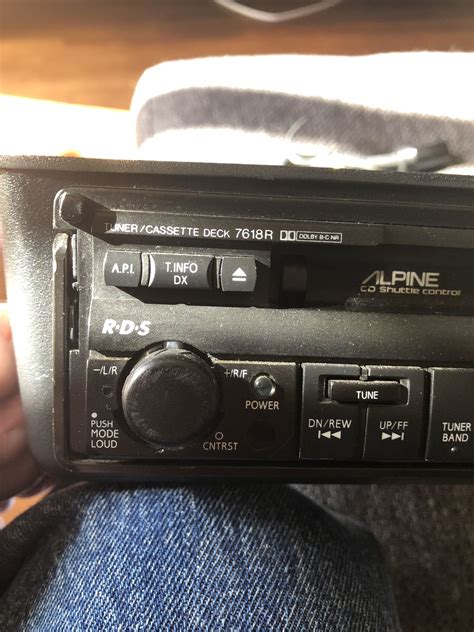 TUNER/CASSETTE DECK 7618R DOLBY B-C NR
A.P.I.
T.INFO
DX
ALPINE
CD Shuttle control
R·D·S
−/L/R
+/R/F
POWER
PUSH
MODE
LOUD
CNTRST
TUNE
DN/REW
UP/FF
TUNER
BAND